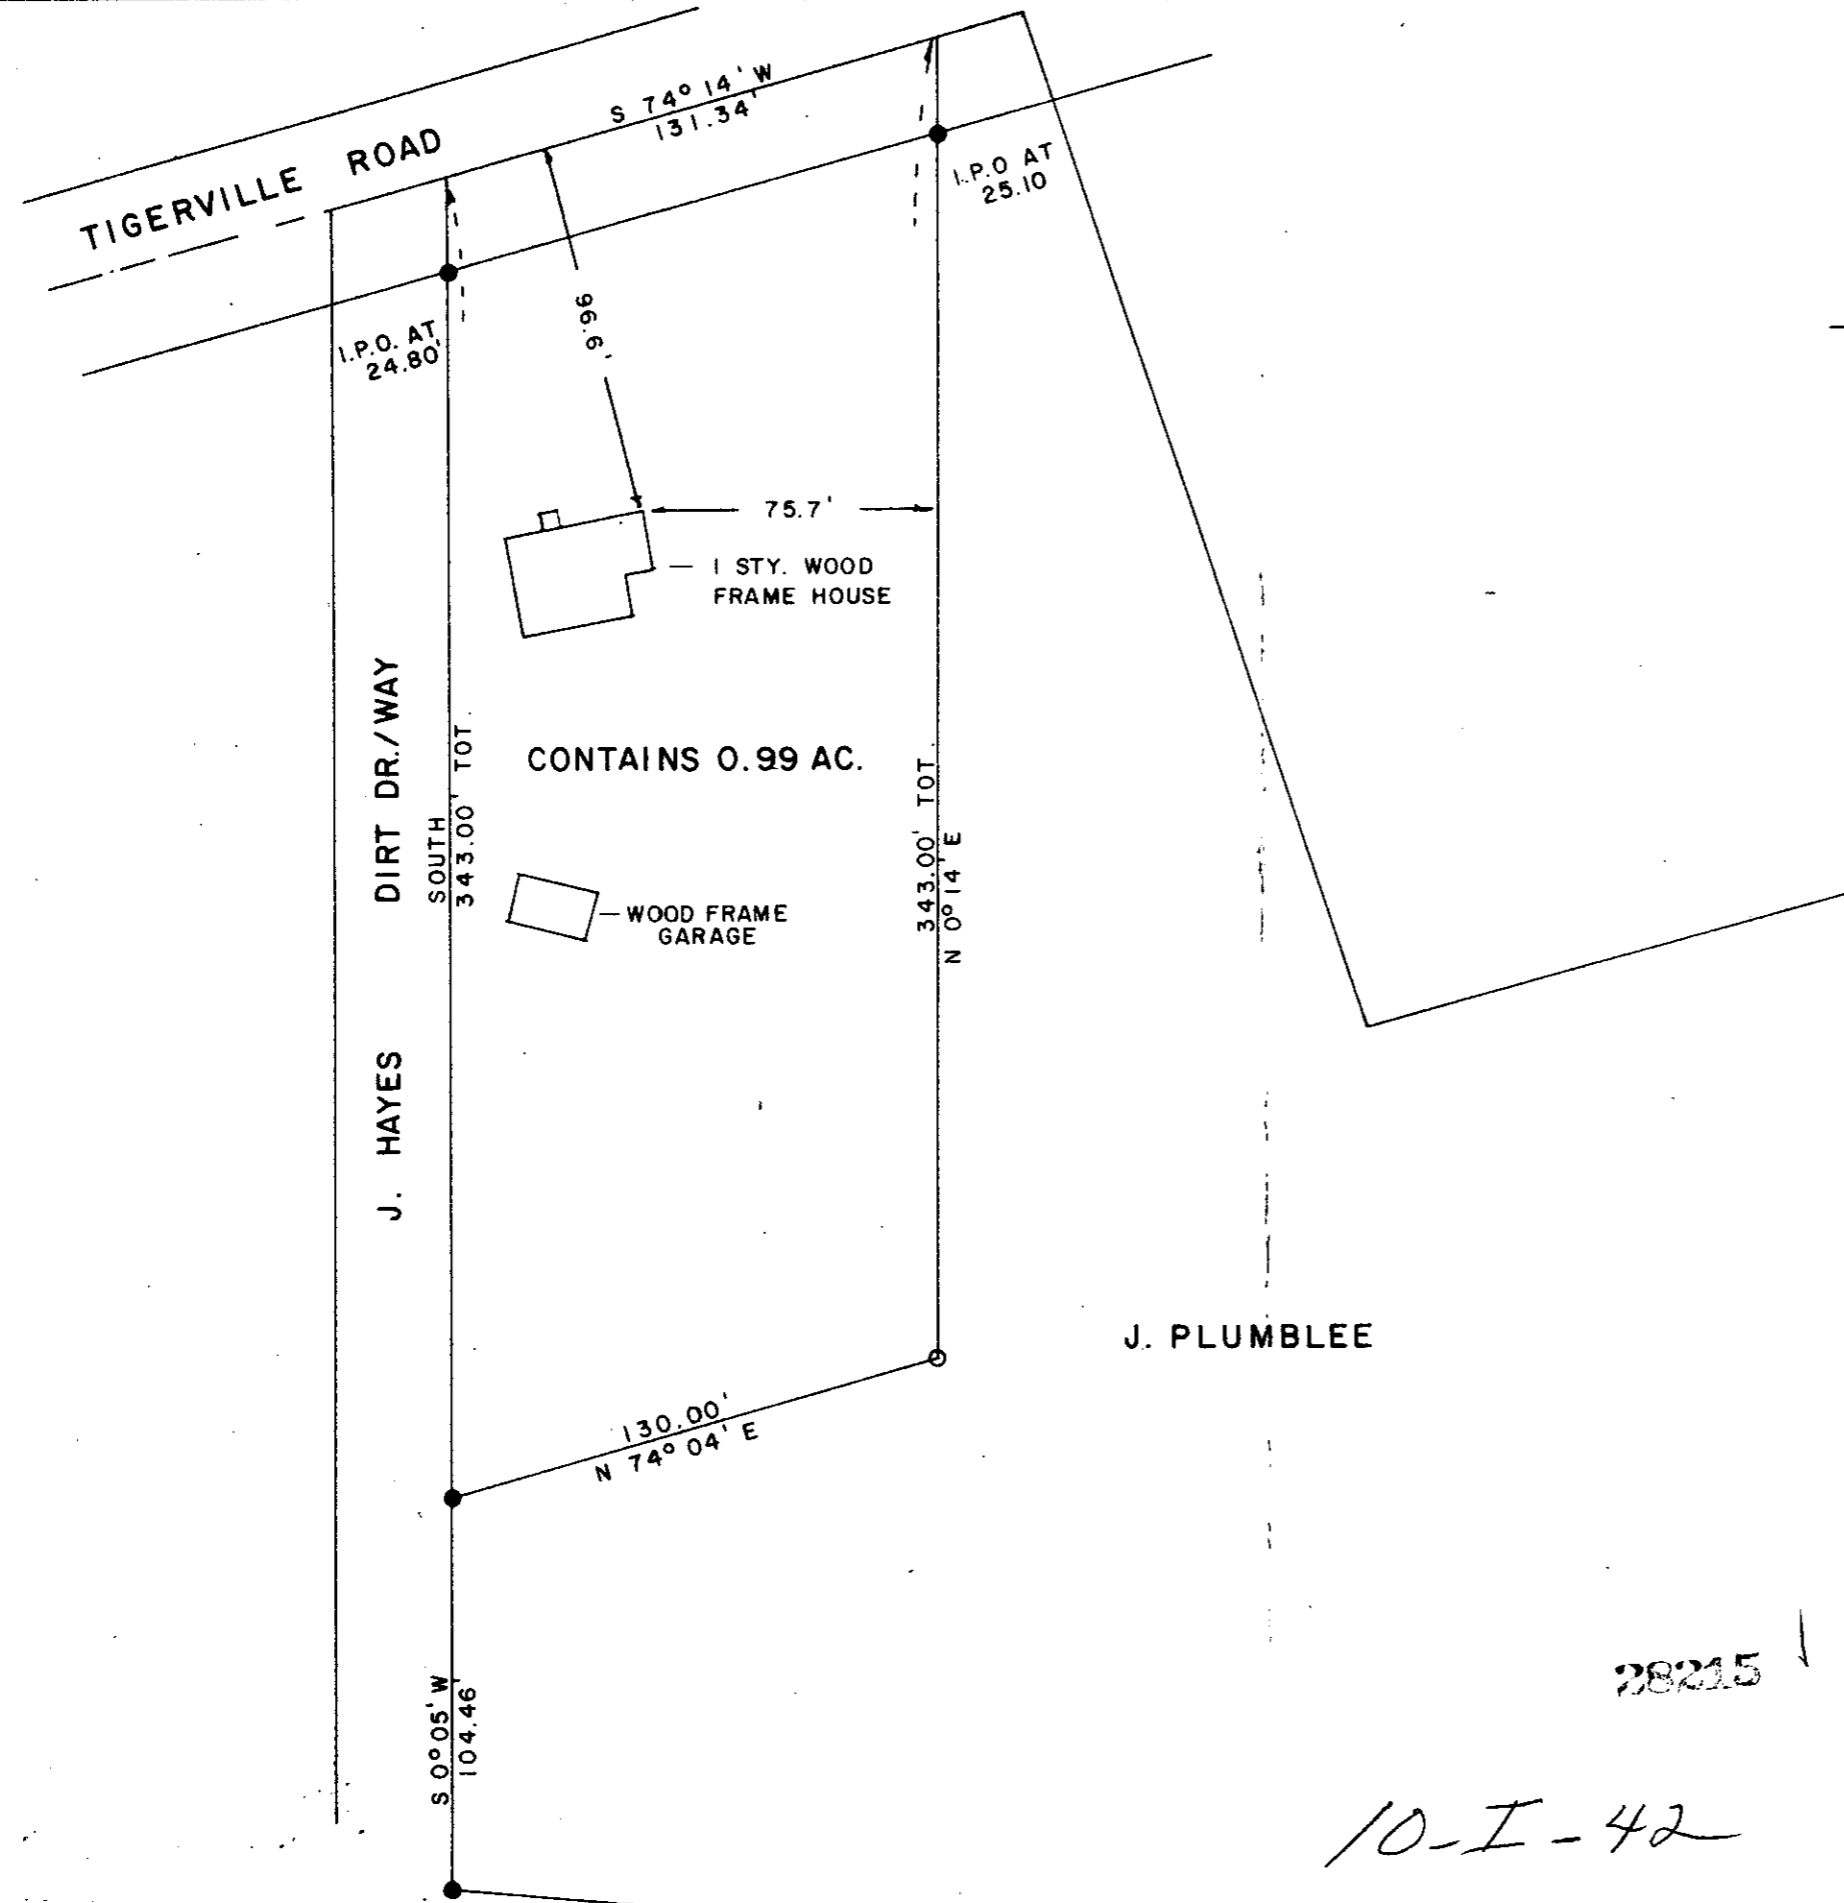 TIGERVILLE ROAD
S 74° 14' W
131.34'
I.P.O. AT
24.80'
I.P.O AT
25.10
96.6'
75.7'
1 STY. WOOD
FRAME HOUSE
CONTAINS 0.99 AC.
DIRT DR./WAY
J. HAYES
SOUTH
343.00' TOT.
343.00' TOT.
N 0° 14' E
WOOD FRAME
GARAGE
J. PLUMBLEE
130.00'
N 74° 04' E
S 0° 05' W
104.46'
28215
10-I-42